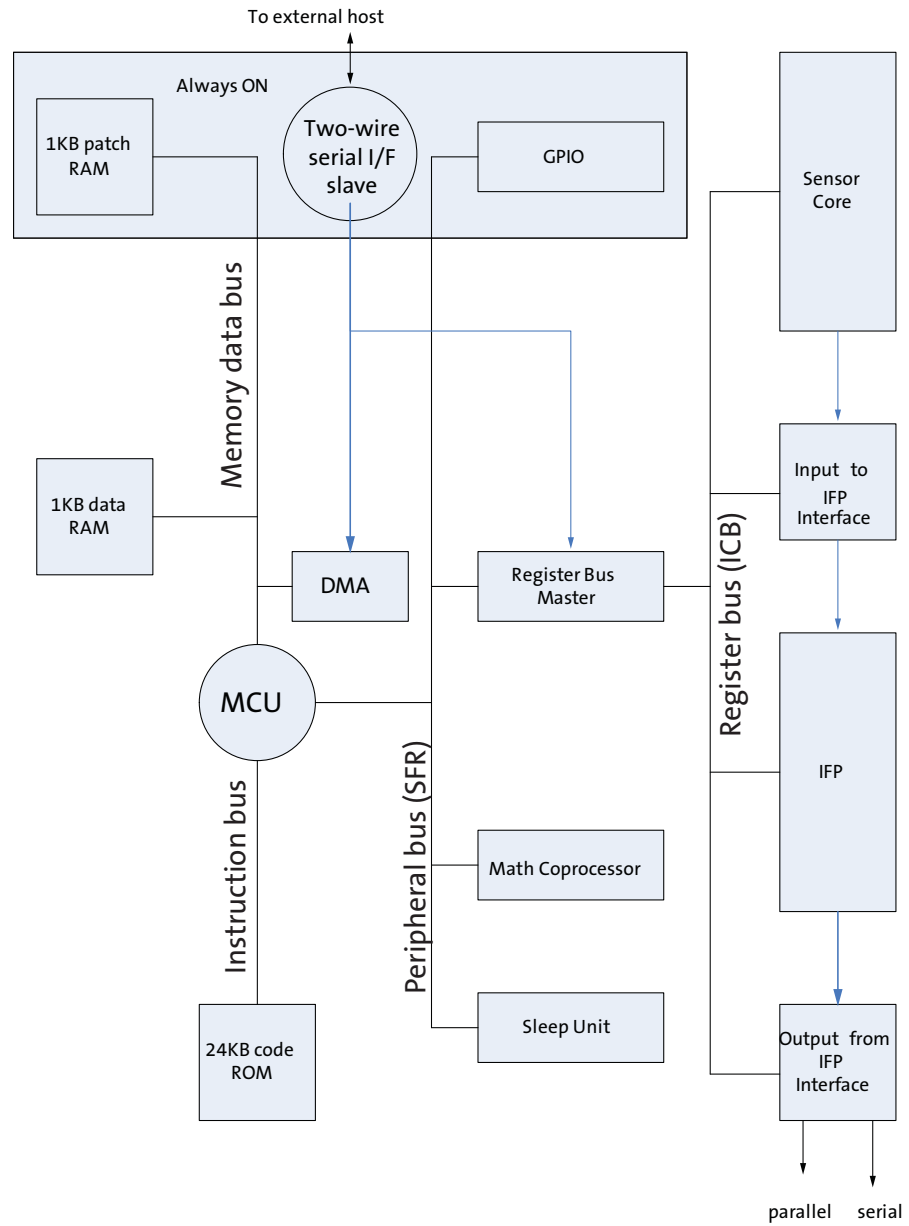 To external host
Always ON
1KB patch
RAM
Two-wire
serial I/F
slave
GPIO
Sensor
Core
Memory data bus
1KB data
RAM
DMA
Register Bus
Master
Register bus (ICB)
Input to
IFP
Interface
MCU
IFP
Instruction bus
Peripheral bus (SFR)
Math Coprocessor
Sleep Unit
24KB code
ROM
Output from
IFP
Interface
parallel
serial